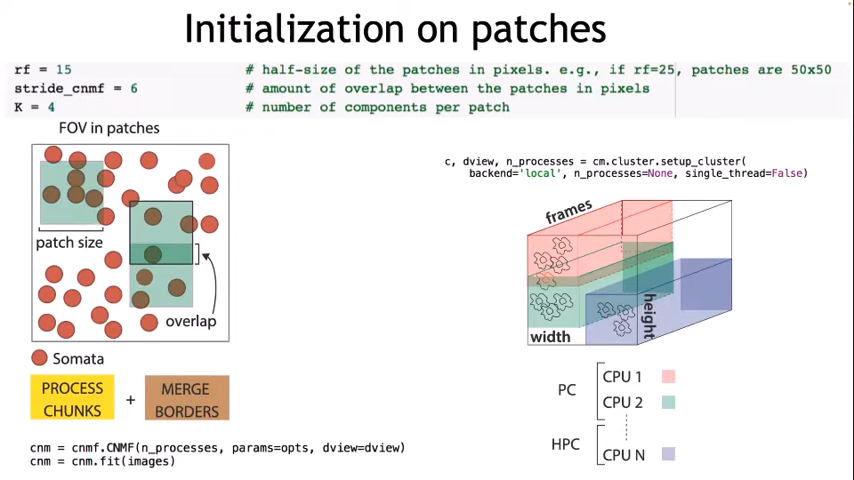 Initialization on patches
rf = 15 # half-size of the patches in pixels. e.g., if rf=25, patches are 50x50
stride_cnmf = 6 # amount of overlap between the patches in pixels
K = 4 # number of components per patch
FOV in patches
patch size
overlap
Somata
PROCESS
CHUNKS
+
MERGE
BORDERS
cnm = cnmf.CNMF(n_processes, params=opts, dview=dview)
cnm = cnm.fit(images)
c, dview, n_processes = cm.cluster.setup_cluster(
backend='local', n_processes=None, single_thread=False)
frames
height
width
PC
CPU 1
CPU 2
HPC
CPU N